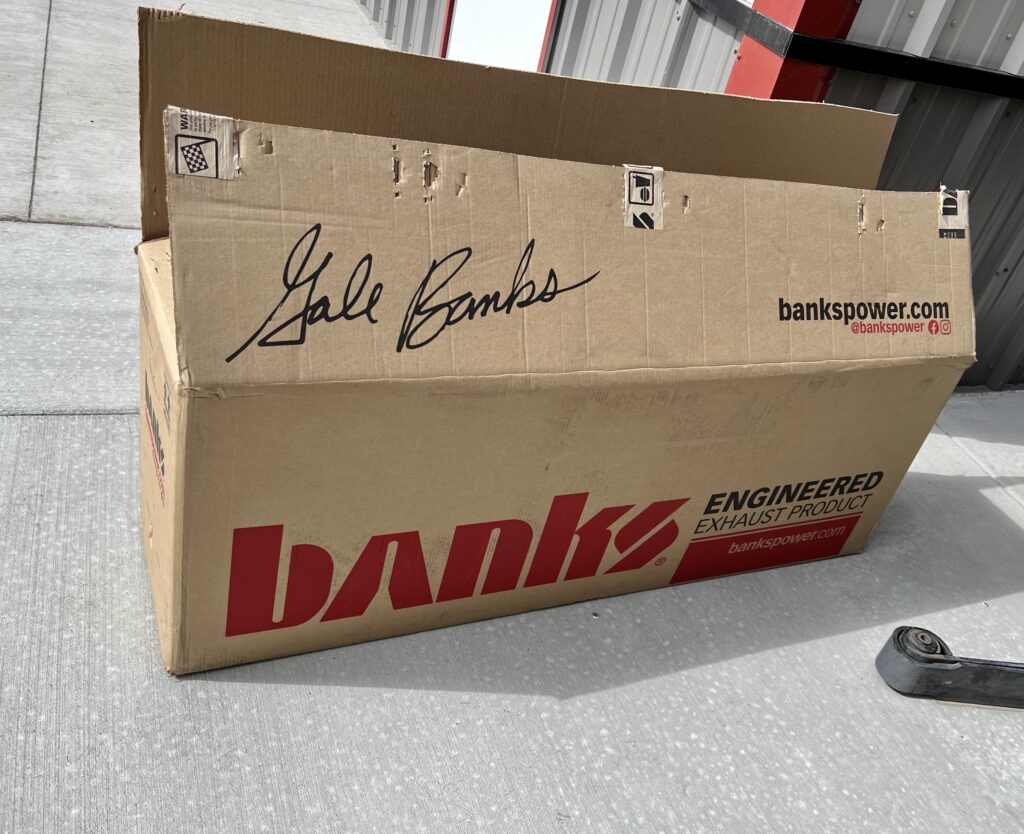 Gale Banks
bankspower.com
@bankspower
banks®
ENGINEERED
EXHAUST PRODUCT
bankspower.com